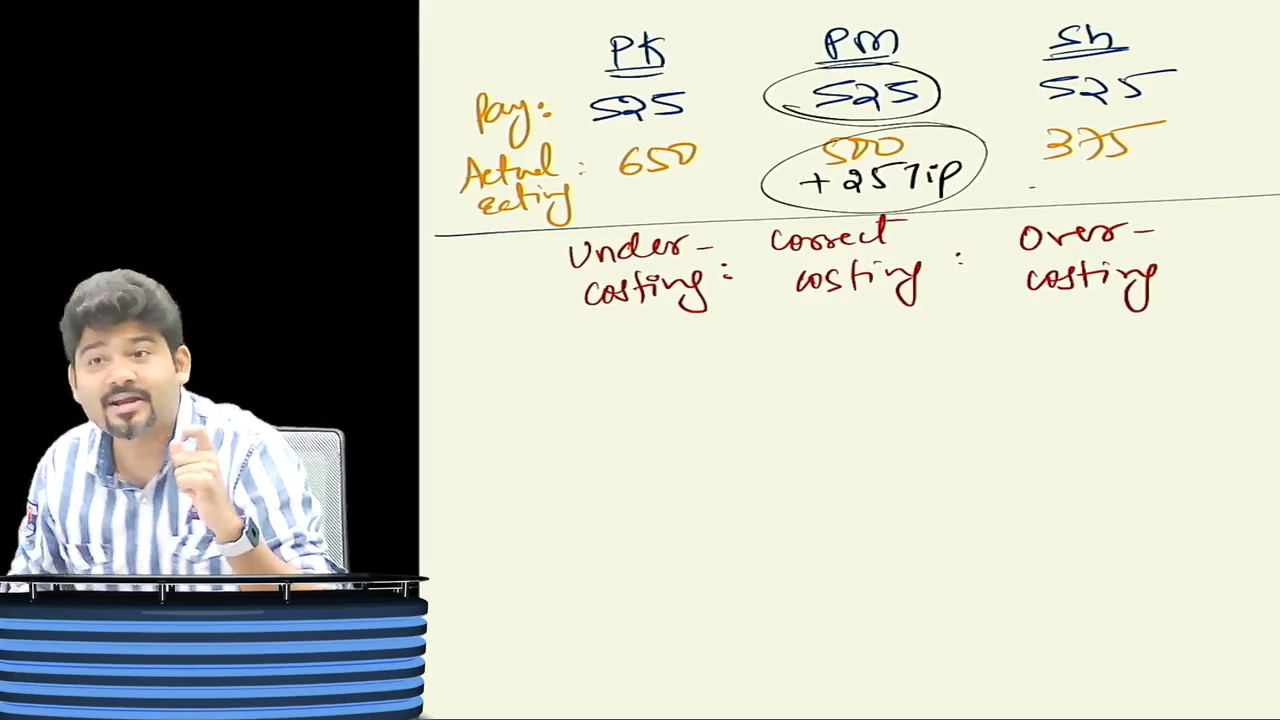 PK PM Sh
Pay: 525 525 525
Actual eating : 650 500 375
+ 25 Tip
Under- Correct Over-
costing : costing : costing